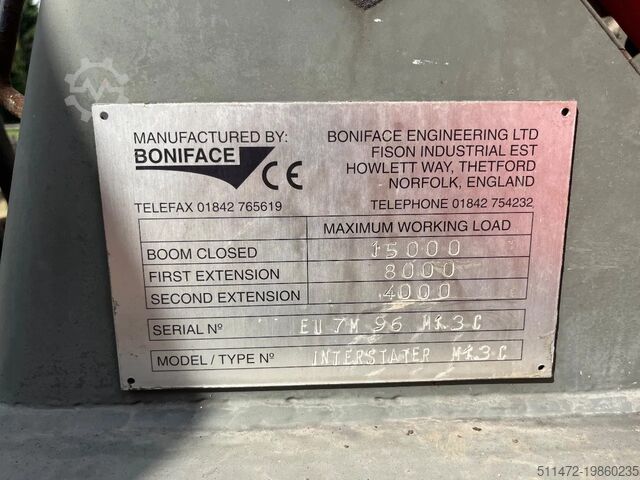 MANUFACTURED BY:
BONIFACE
CE
BONIFACE ENGINEERING LTD
FISON INDUSTRIAL EST
HOWLETT WAY, THETFORD
NORFOLK, ENGLAND
TELEFAX 01842 765619
TELEPHONE 01842 754232
MAXIMUM WORKING LOAD
BOOM CLOSED 15000
FIRST EXTENSION 8000
SECOND EXTENSION 4000
SERIAL Nº EU 7M 96 MK3C
MODEL / TYPE Nº INTERSTATER MK3C
511472-19860235